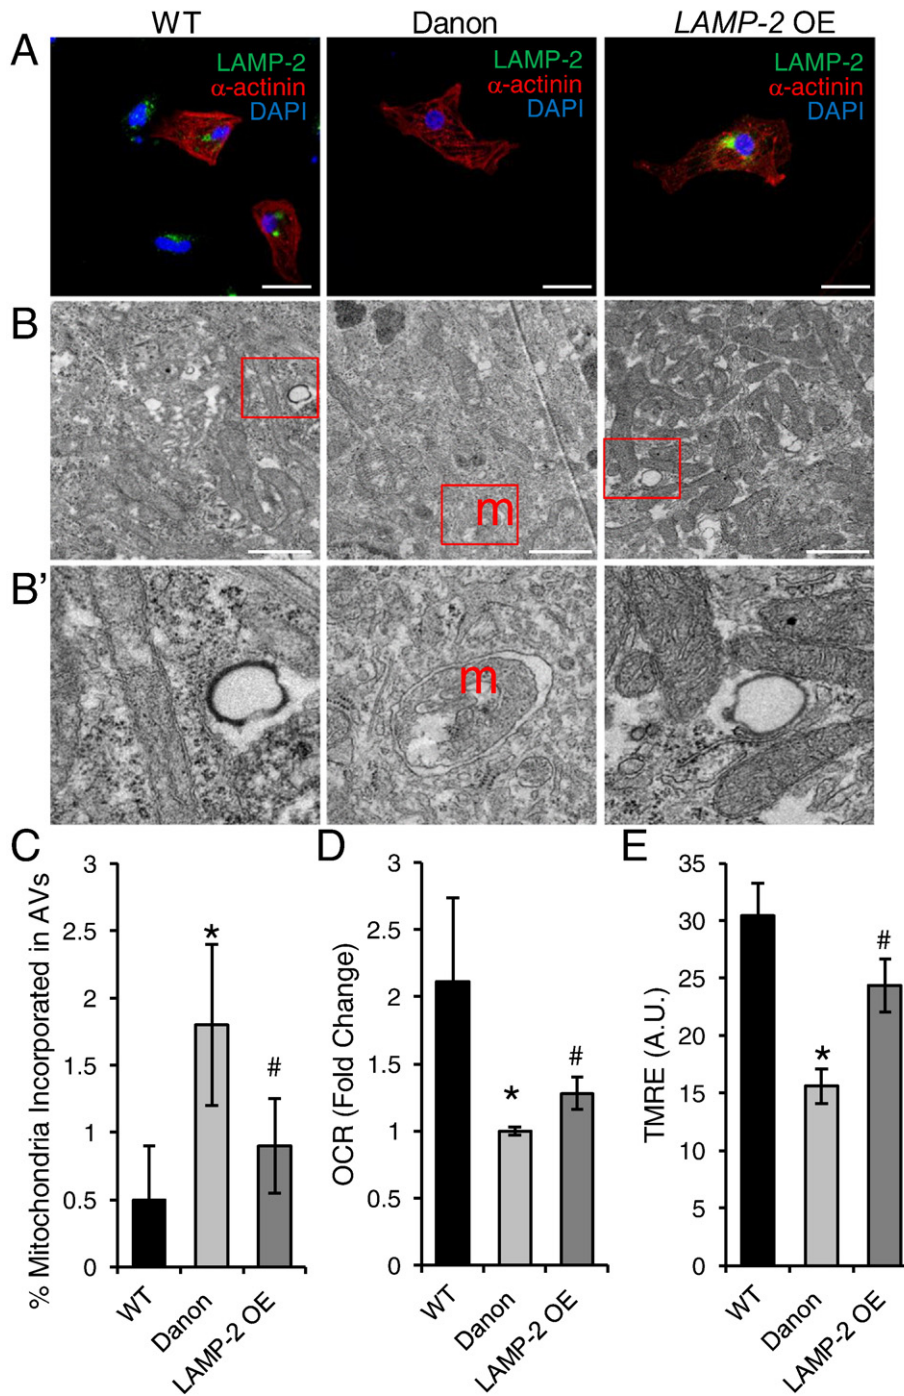 WT Danon LAMP-2 OE
A
LAMP-2 LAMP-2 LAMP-2
α-actinin α-actinin α-actinin
DAPI DAPI DAPI
B
m
B'
m
C
% Mitochondria Incorporated in AVs
3
2.5
2
1.5
1
0.5
0
*
#
WT
Danon
LAMP-2 OE
D
OCR (Fold Change)
3
2.5
2
1.5
1
0.5
0
*
#
WT
Danon
LAMP-2 OE
E
TMRE (A.U.)
35
30
25
20
15
10
5
0
*
#
WT
Danon
LAMP-2 OE